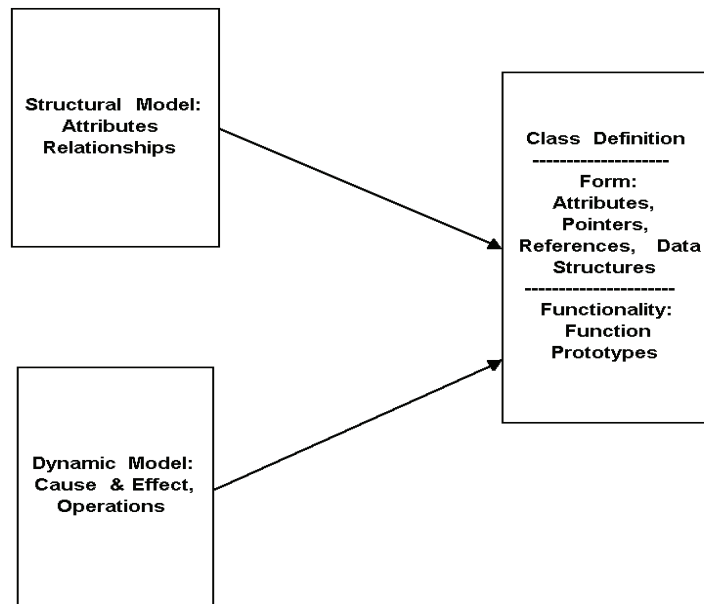 Structural Model:
Attributes
Relationships
Class Definition
--------------------
Form:
Attributes,
Pointers,
References, Data
Structures
----------------------
Functionality:
Function
Prototypes
Dynamic Model:
Cause & Effect,
Operations